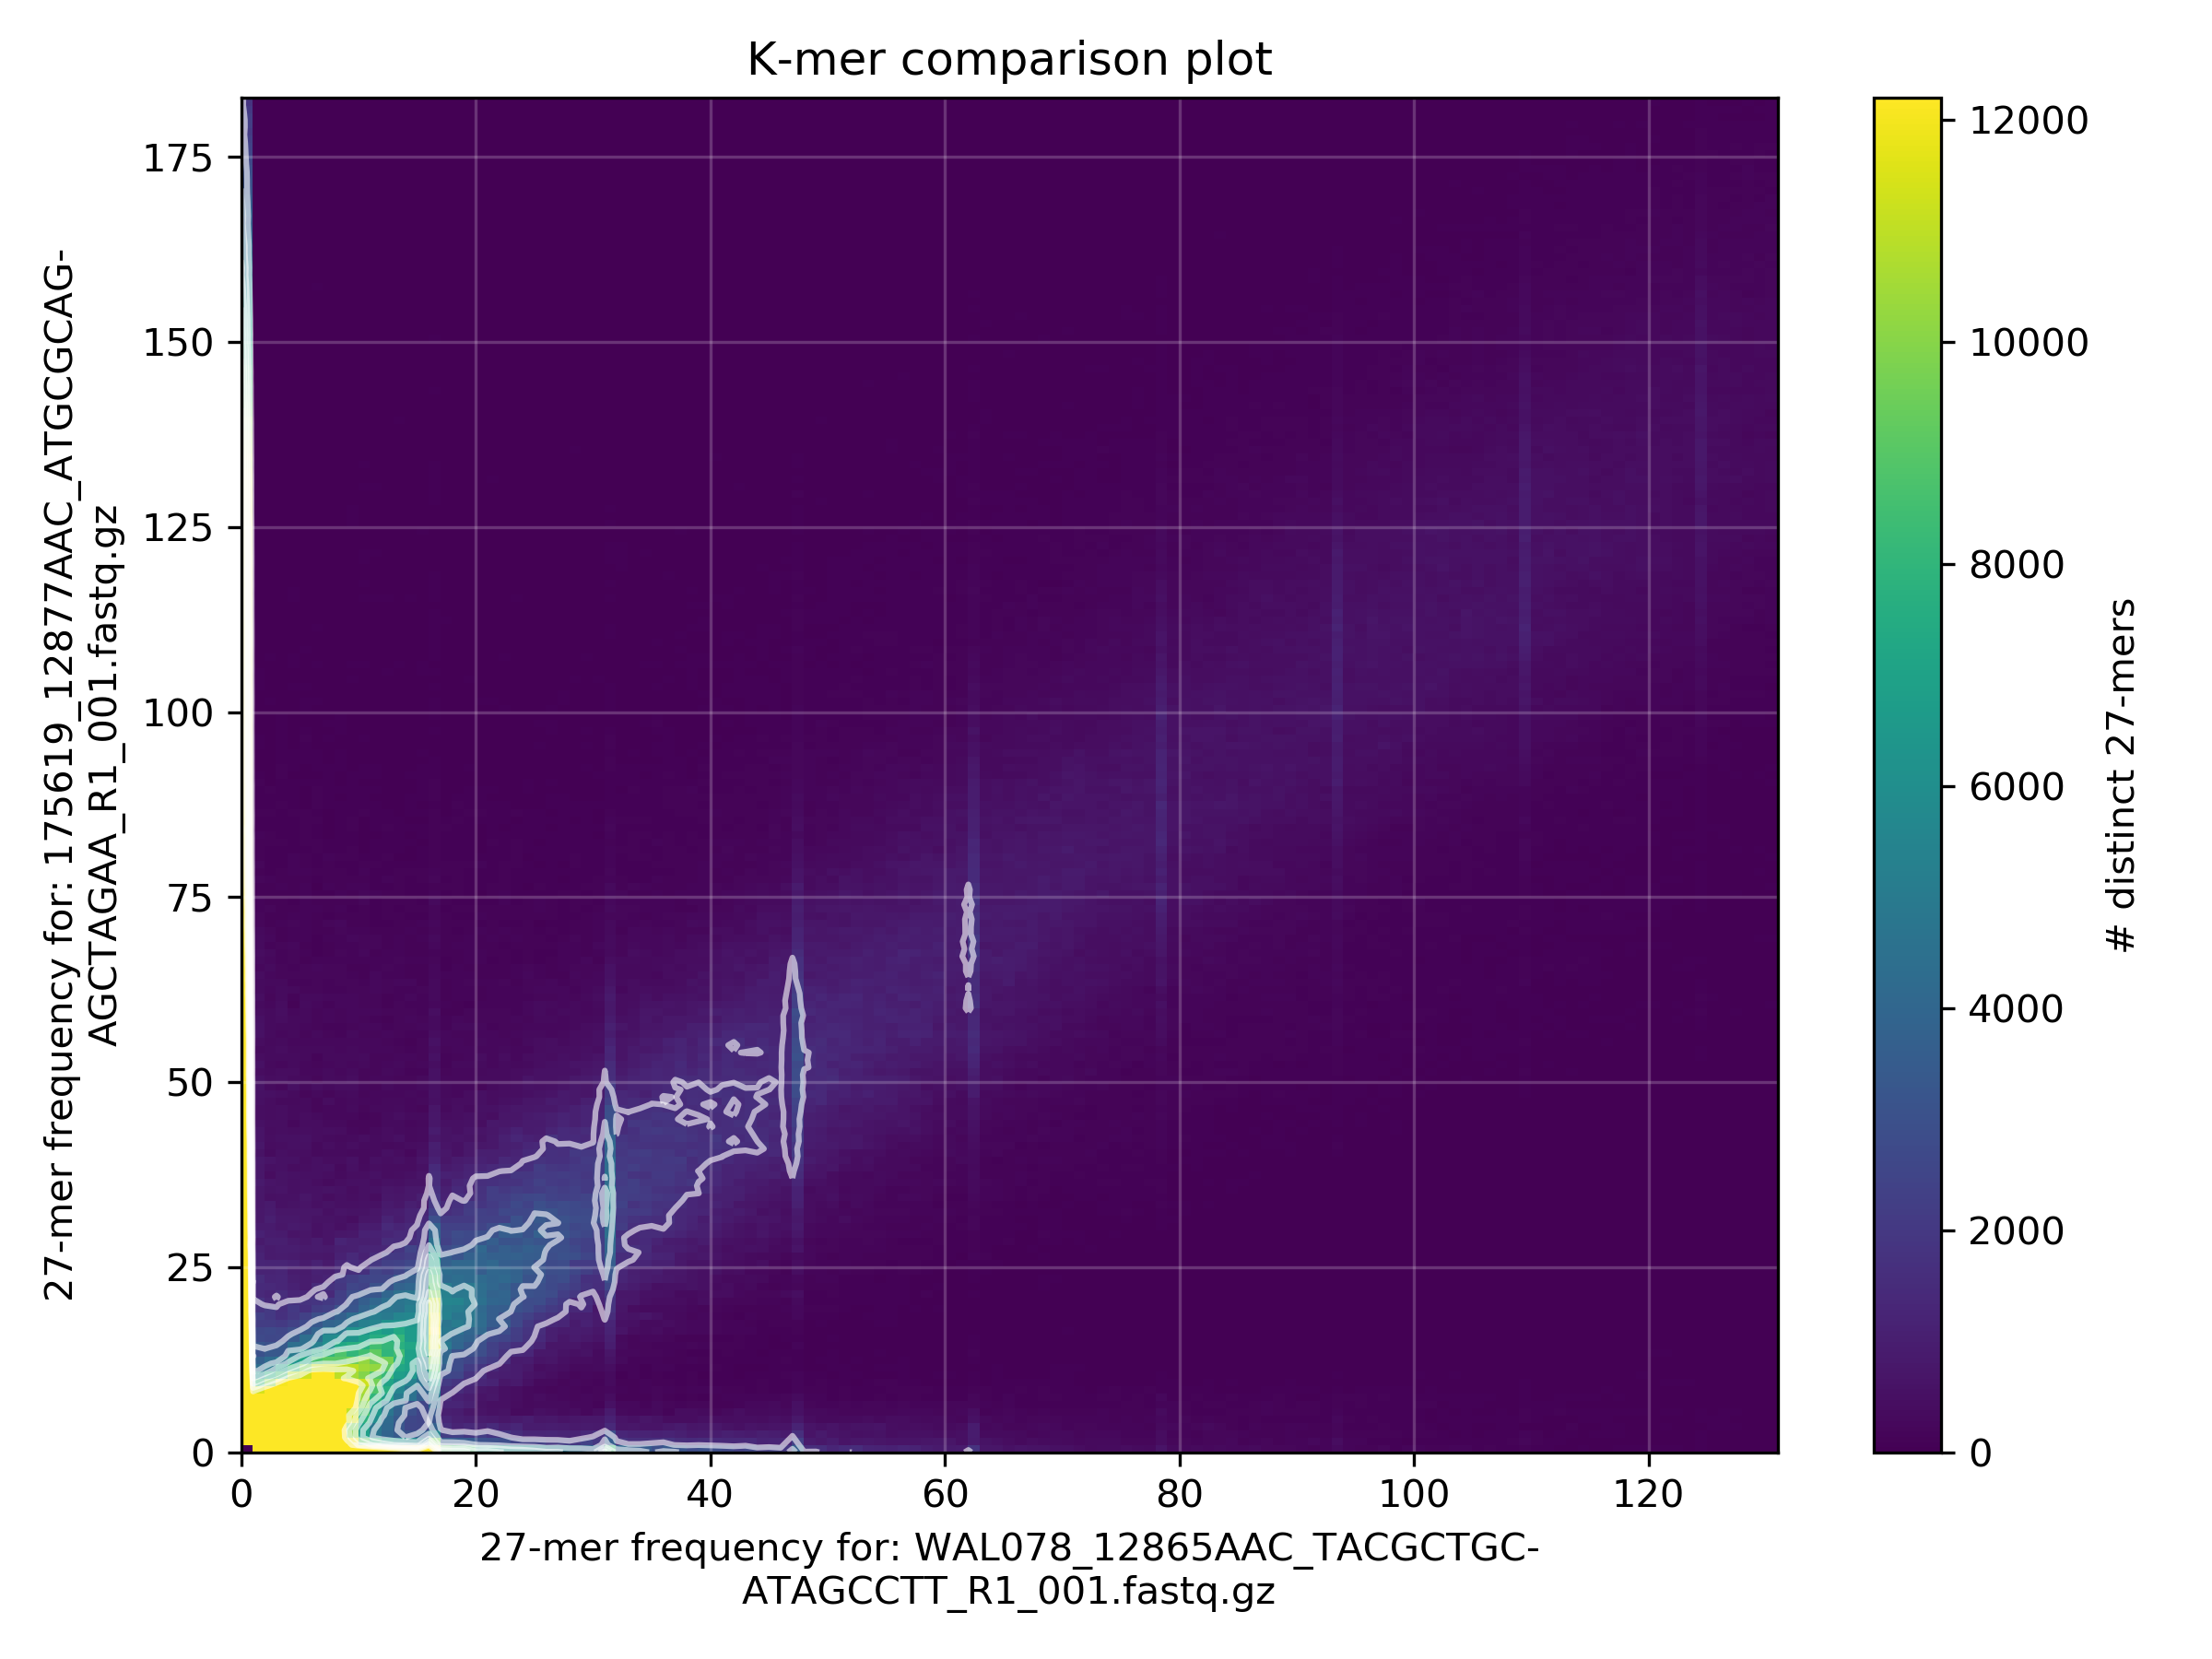 K-mer comparison plot
27-mer frequency for: 175619_12877AAC_ATGCGCAG-
AGCTAGAA_R1_001.fastq.gz
175
150
125
100
75
50
25
0
0 20 40 60 80 100 120
27-mer frequency for: WAL078_12865AAC_TACGCTGC-
ATAGCCTT_R1_001.fastq.gz
12000
10000
8000
6000
4000
2000
0
# distinct 27-mers